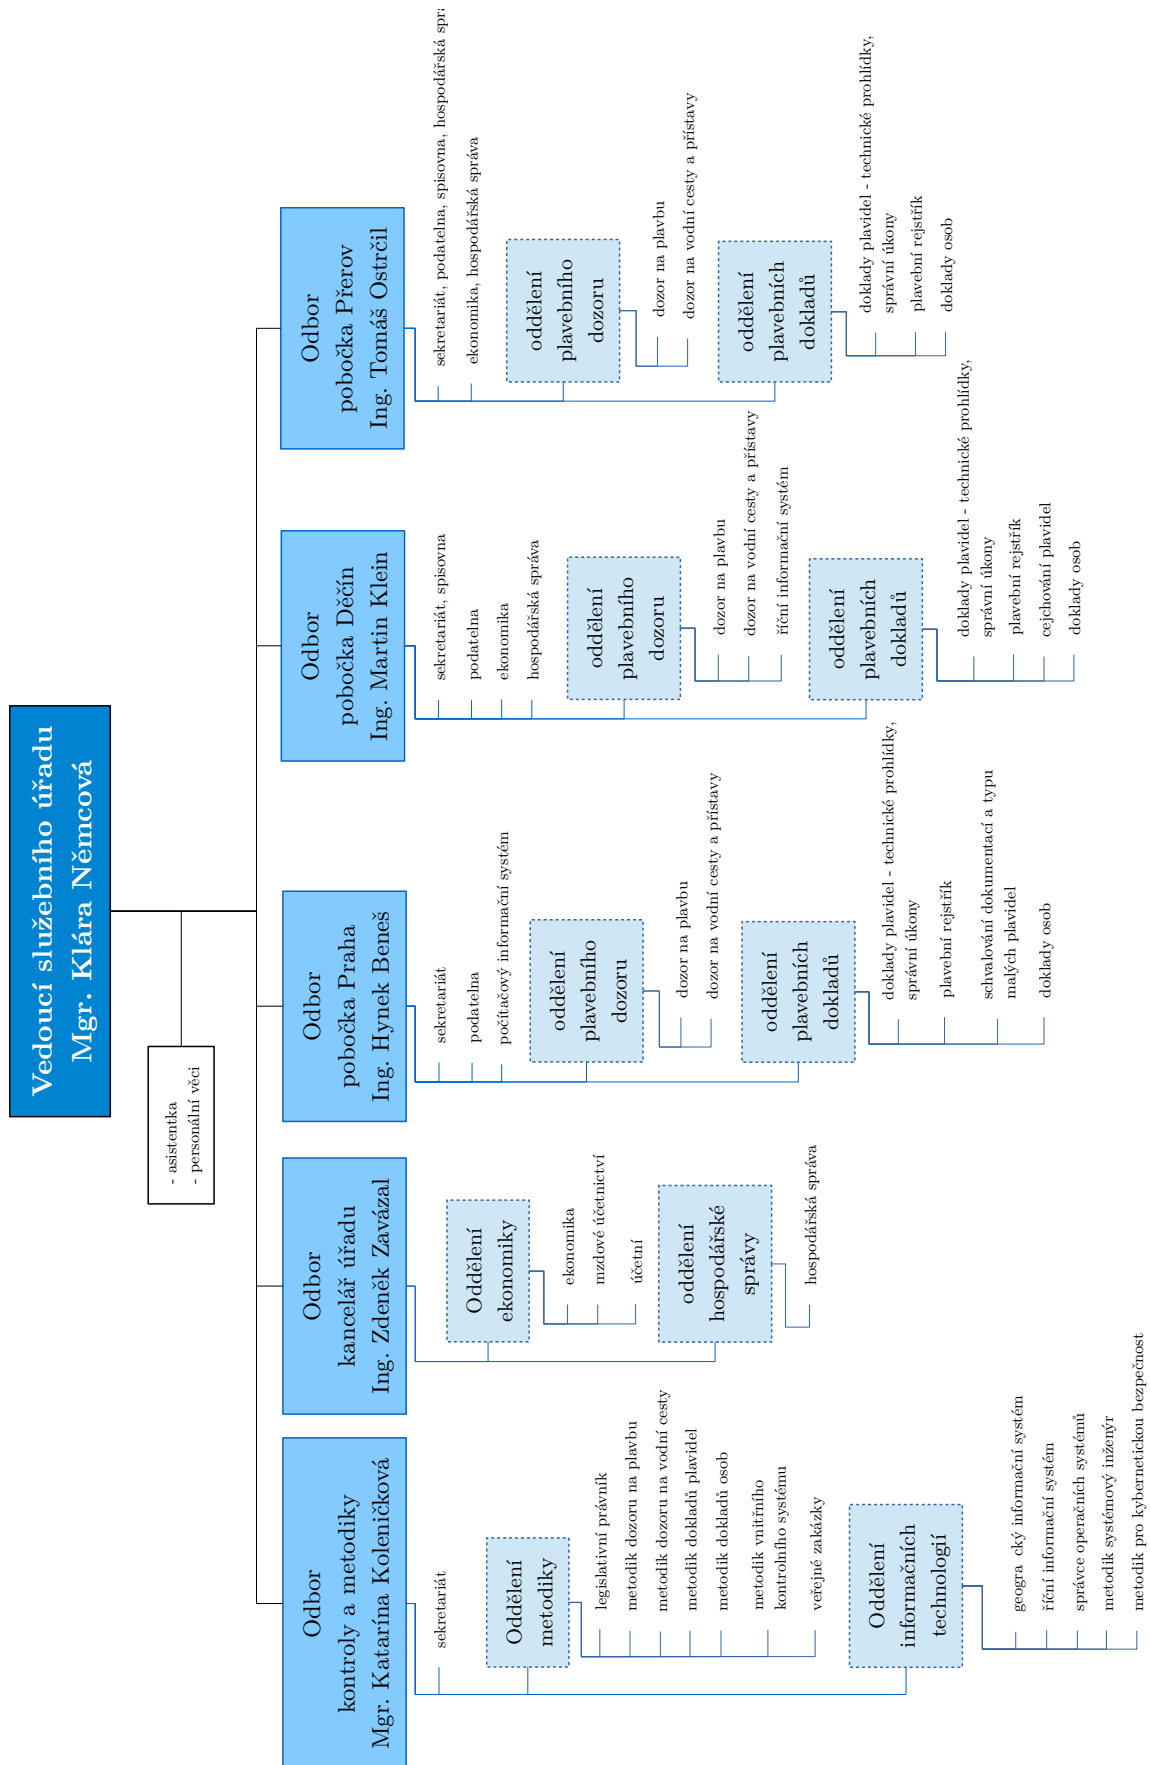 Vedoucí služebního úřadu
Mgr. Klára Němcová
- asistentka
- personální věci
Odbor
kontroly a metodiky
Mgr. Katarína Koleničková
sekretariát
Oddělení
metodiky
legislativní právník
metodik dozoru na plavbu
metodik dozoru na vodní cesty
metodik dokladů plavidel
metodik dokladů osob
metodik vnitřního
kontrolního systému
veřejné zakázky
Oddělení
informačních
technologií
geogra cký informační systém
říční informační systém
správce operačních systémů
metodik systémový inženýr
metodik pro kybernetickou bezpečnost
Odbor
kancelář úřadu
Ing. Zdeněk Zavázal
Oddělení
ekonomiky
ekonomika
mzdové účetnictví
účetní
oddělení
hospodářské
správy
hospodářská správa
Odbor
pobočka Praha
Ing. Hynek Beneš
sekretariát
podatelna
počítačový informační systém
oddělení
plavebního
dozoru
dozor na plavbu
dozor na vodní cesty a přístavy
oddělení
plavebních
dokladů
doklady plavidel - technické prohlídky,
správní úkony
plavební rejstřík
schvalování dokumentací a typu
malých plavidel
doklady osob
Odbor
pobočka Děčín
Ing. Martin Klein
sekretariát, spisovna
podatelna
ekonomika
hospodářská správa
oddělení
plavebního
dozoru
dozor na plavbu
dozor na vodní cesty a přístavy
říční informační systém
oddělení
plavebních
dokladů
doklady plavidel - technické prohlídky,
správní úkony
plavební rejstřík
cejchování plavidel
doklady osob
Odbor
pobočka Přerov
Ing. Tomáš Ostrčil
sekretariát, podatelna, spisovna, hospodářská
ekonomika, hospodářská správa
oddělení
plavebního
dozoru
dozor na plavbu
dozor na vodní cesty a přístavy
oddělení
plavebních
dokladů
doklady plavidel - technické prohlídky,
správní úkony
plavební rejstřík
doklady osob